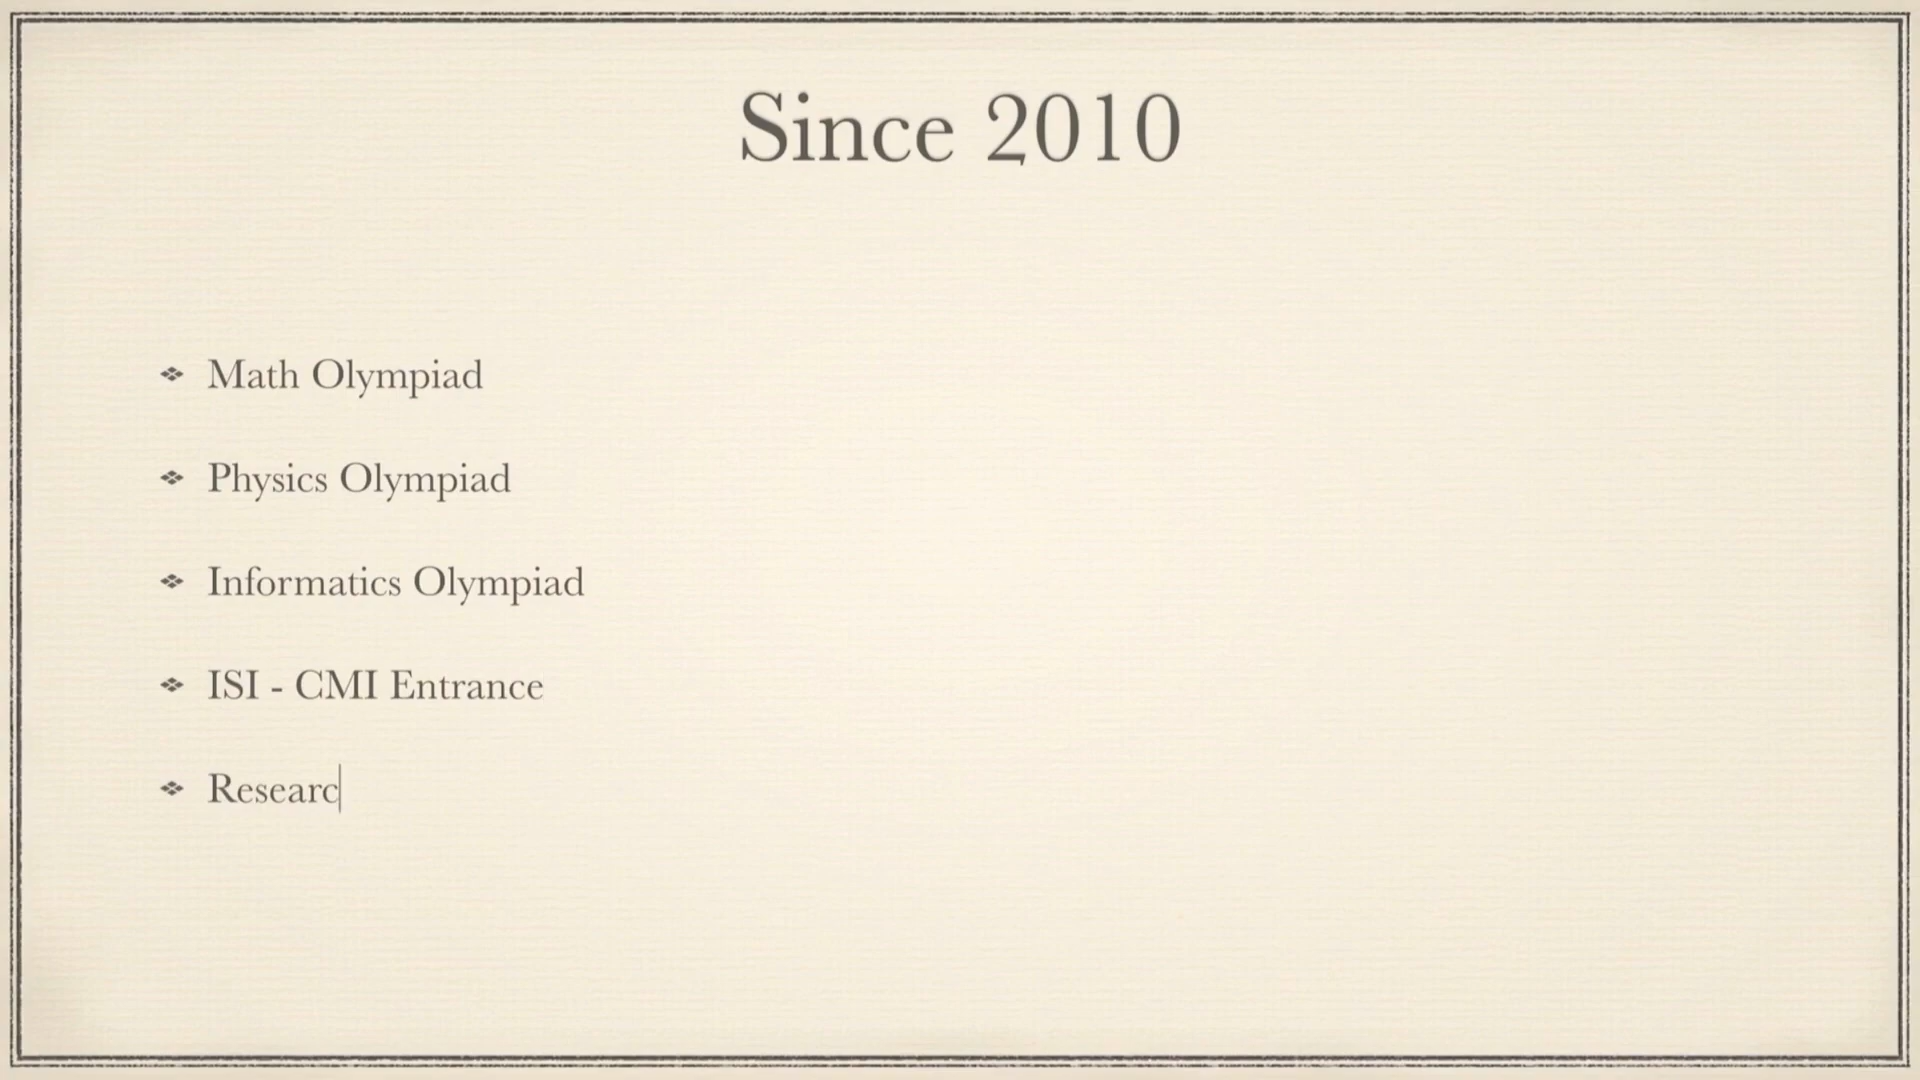 Since 2010
Math Olympiad
Physics Olympiad
Informatics Olympiad
ISI - CMI Entrance
Researc